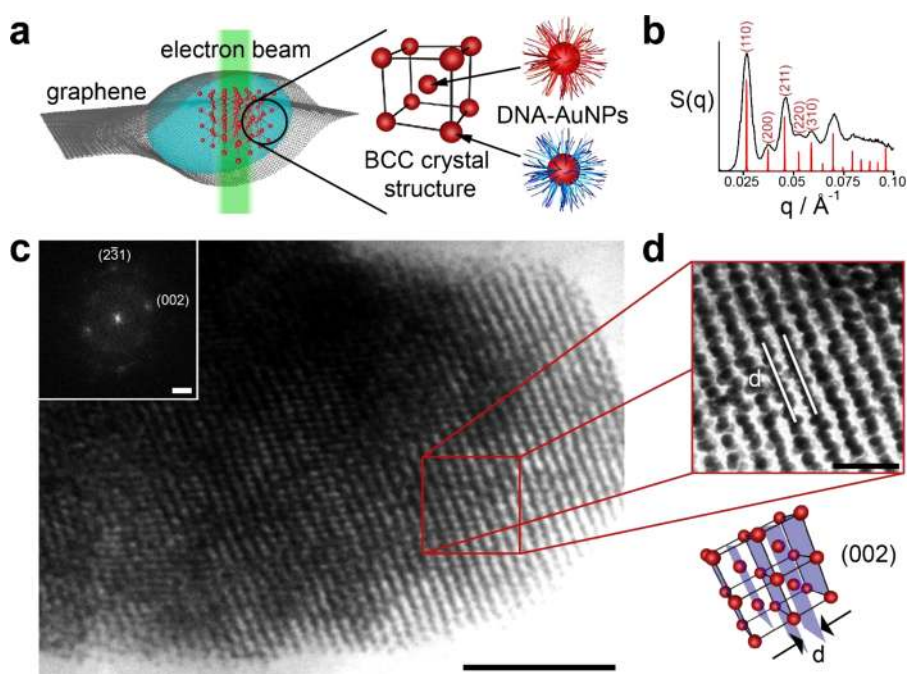 a
electron beam
graphene
DNA-AuNPs
BCC crystal
structure
b
S(q)
(110)
(200)
(211)
(220)
(310)
0.025
0.05
0.075
0.10
q / Å⁻¹
c
(23̄1)
(002)
d
d
(002)
d